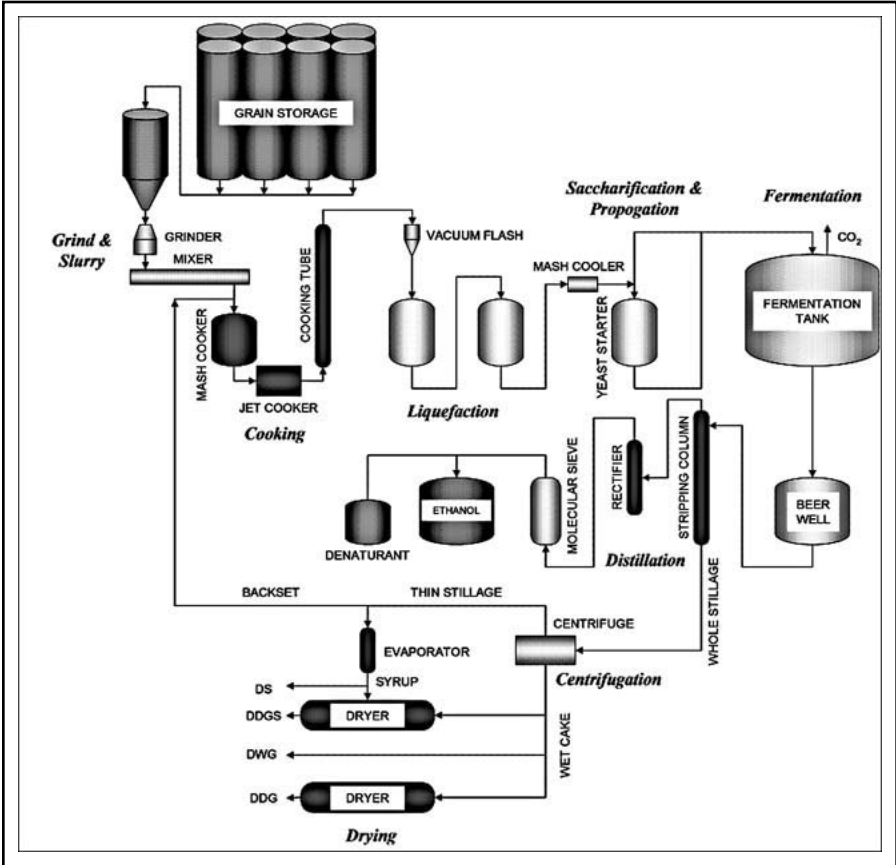 GRAIN STORAGE
Saccharification &
Propogation
Fermentation
CO2
Grind &
Slurry
GRINDER
MIXER
COOKING TUBE
VACUUM FLASH
MASH COOLER
FERMENTATION
TANK
MASH COOKER
YEAST STARTER
JET COOKER
Cooking
Liquefaction
MOLECULAR SIEVE
RECTIFIER
STRIPPING COLUMN
BEER
WELL
ETHANOL
DENATURANT
Distillation
WHOLE STILLAGE
BACKSET
THIN STILLAGE
CENTRIFUGE
EVAPORATOR
Centrifugation
SYRUP
DS
DDGS
DRYER
DWG
WET CAKE
DDG
DRYER
Drying